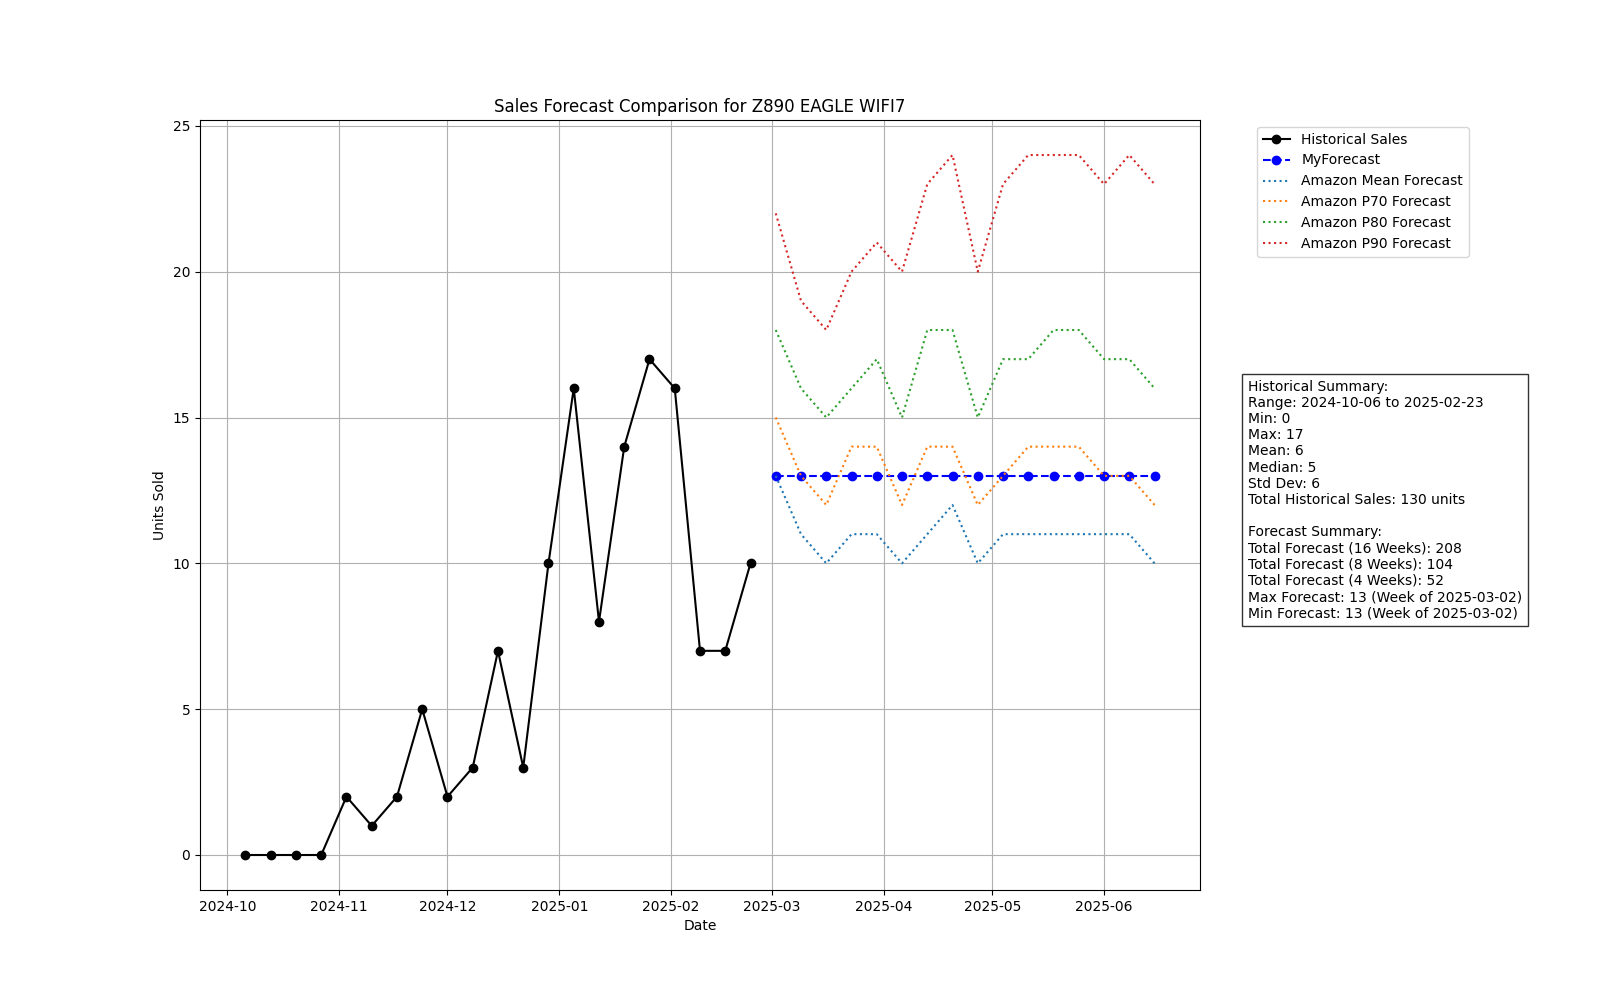 Sales Forecast Comparison for Z890 EAGLE WIFI7
25
20
15
10
5
0
Units Sold
2024-10
2024-11
2024-12
2025-01
2025-02
2025-03
2025-04
2025-05
2025-06
Date
Historical Sales
MyForecast
Amazon Mean Forecast
Amazon P70 Forecast
Amazon P80 Forecast
Amazon P90 Forecast
Historical Summary:
Range: 2024-10-06 to 2025-02-23
Min: 0
Max: 17
Mean: 6
Median: 5
Std Dev: 6
Total Historical Sales: 130 units
Forecast Summary:
Total Forecast (16 Weeks): 208
Total Forecast (8 Weeks): 104
Total Forecast (4 Weeks): 52
Max Forecast: 13 (Week of 2025-03-02)
Min Forecast: 13 (Week of 2025-03-02)